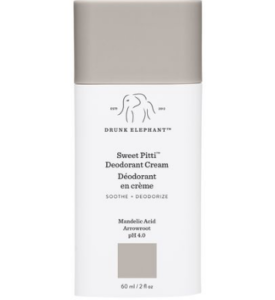 DRUNK ELEPHANT™
Sweet Pitti™
Deodorant Cream
Déodorant
en crème
SOOTHE + DEODORIZE
Mandelic Acid
Arrowroot
pH 4.0
60 ml / 2 fl oz